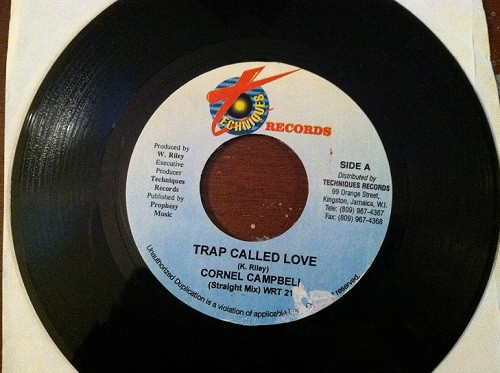 TECHNIQUES
RECORDS
Produced by
W. Riley
Executive
Producer
Techniques
Records
Published by
Prophesy
Music
SIDE A
Distributed by
TECHNIQUES RECORDS
99 Orange Street,
Kingston, Jamaica, W.I.
Tele: (809) 967-4367
Fax: (809) 967-4368
TRAP CALLED LOVE
(K. Riley)
CORNEL CAMPBELL
(Straight Mix) WRT 21
Unauthorized Duplication is a violation of applicable reserved.